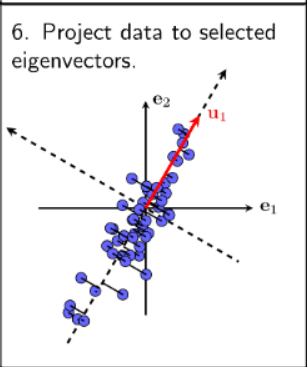 6. Project data to selected
eigenvectors.
e₂
u₁
e₁